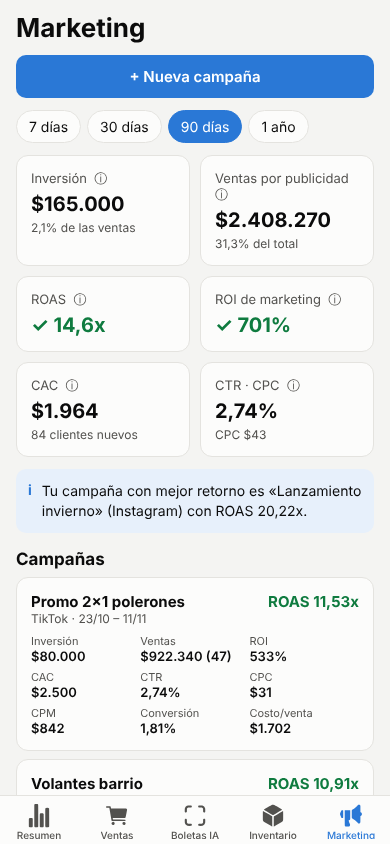 Marketing
+ Nueva campaña
7 días 30 días 90 días 1 año
Inversión ⓘ
$165.000
2,1% de las ventas
Ventas por publicidad ⓘ
$2.408.270
31,3% del total
ROAS ⓘ
✓ 14,6x
ROI de marketing ⓘ
✓ 701%
CAC ⓘ
$1.964
84 clientes nuevos
CTR · CPC ⓘ
2,74%
CPC $43
i Tu campaña con mejor retorno es «Lanzamiento
invierno» (Instagram) con ROAS 20,22x.
Campañas
Promo 2×1 polerones ROAS 11,53x
TikTok · 23/10 – 11/11
Inversión Ventas ROI
$80.000 $922.340 (47) 533%
CAC CTR CPC
$2.500 2,74% $31
CPM Conversión Costo/venta
$842 1,81% $1.702
Volantes barrio ROAS 10,91x
Resumen Ventas Boletas IA Inventario Marketing